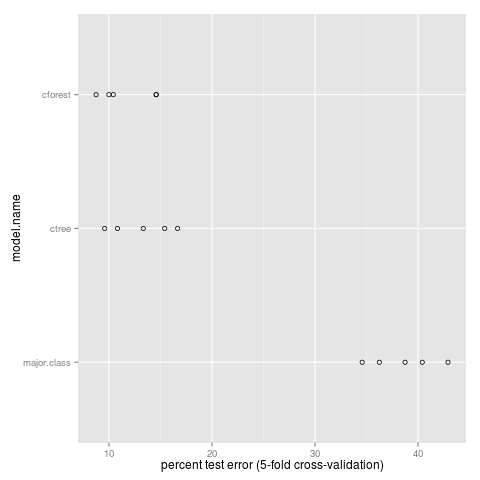 cforest
ctree
major.class
model.name
10 20 30 40
percent test error (5-fold cross-validation)